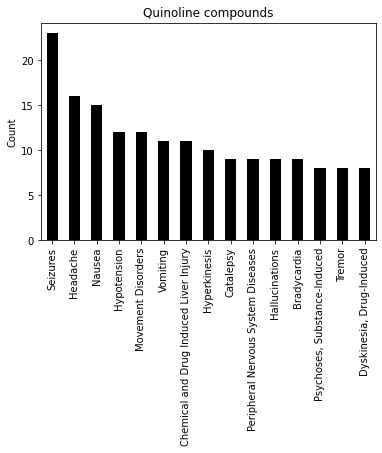 Quinoline compounds
Count
20
15
10
5
0
Seizures
Headache
Nausea
Hypotension
Movement Disorders
Vomiting
Chemical and Drug Induced Liver Injury
Hyperkinesis
Catalepsy
Peripheral Nervous System Diseases
Hallucinations
Bradycardia
Psychoses, Substance-Induced
Tremor
Dyskinesia, Drug-Induced